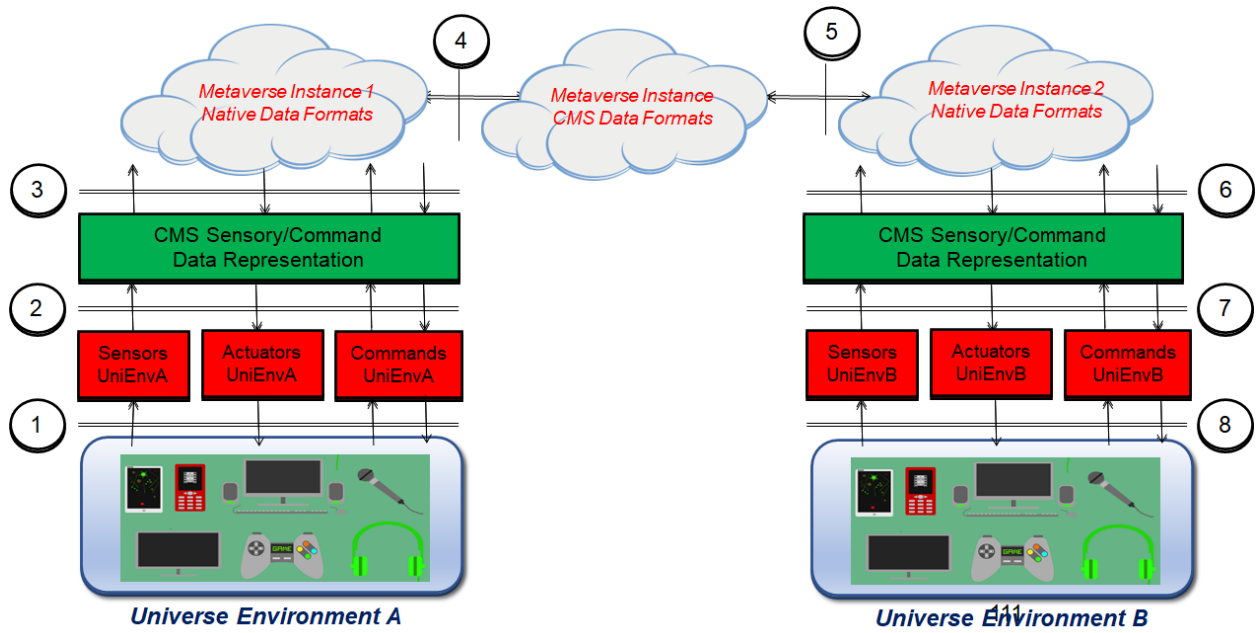 4
5
Metaverse Instance 1
Native Data Formats
Metaverse Instance
CMS Data Formats
Metaverse Instance 2
Native Data Formats
3
6
CMS Sensory/Command
Data Representation
CMS Sensory/Command
Data Representation
2
7
Sensors
UniEnvA
Actuators
UniEnvA
Commands
UniEnvA
Sensors
UniEnvB
Actuators
UniEnvB
Commands
UniEnvB
1
8
GAME
GAME
Universe Environment A
Universe Environment B
111